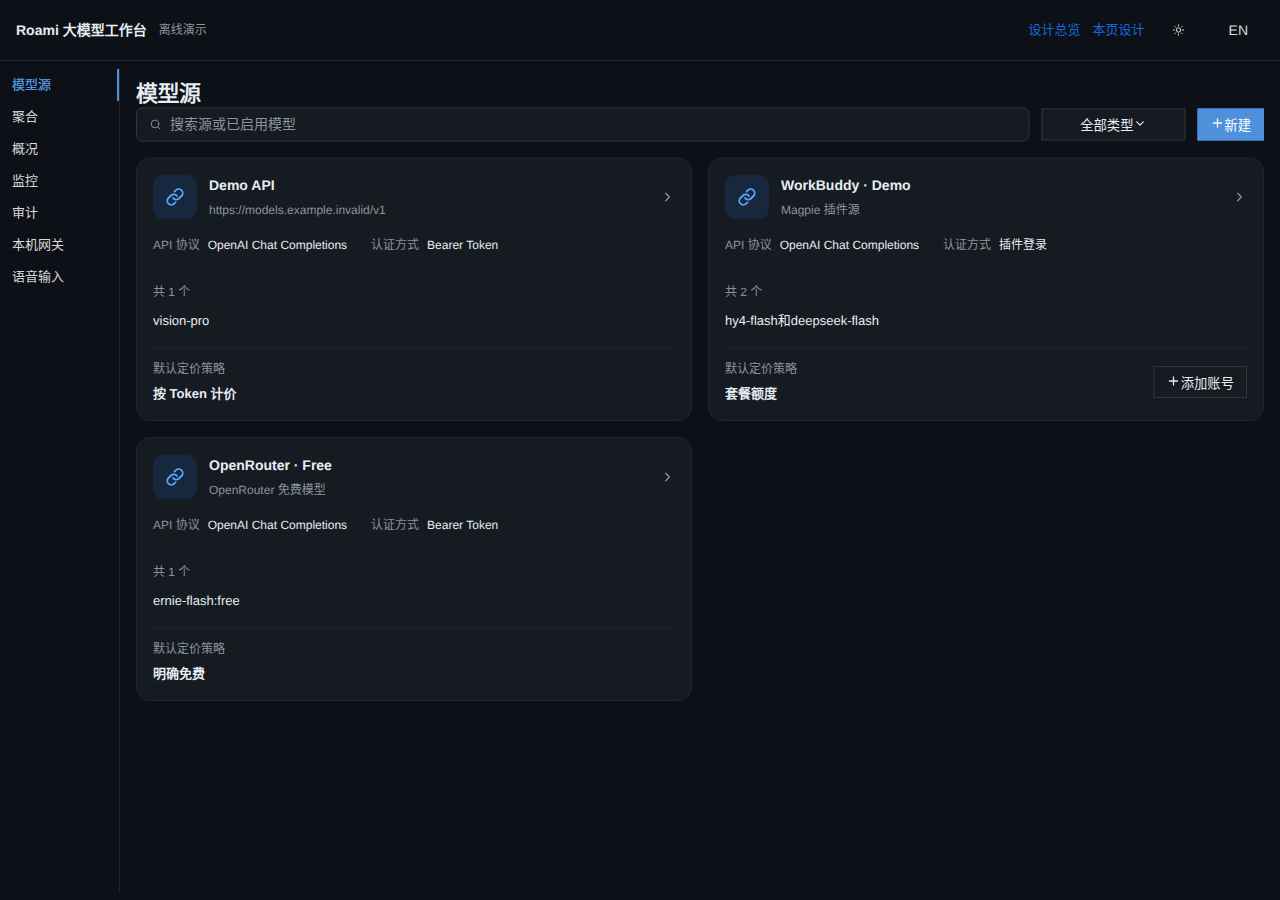 Roami 大模型工作台 离线演示 设计总览 本页设计 EN
模型源
聚合
概况
监控
审计
本机网关
语音输入
模型源
搜索源或已启用模型 全部类型 新建
Demo API
https://models.example.invalid/v1
API 协议 OpenAI Chat Completions 认证方式 Bearer Token
共 1 个
vision-pro
默认定价策略
按 Token 计价
WorkBuddy · Demo
Magpie 插件源
API 协议 OpenAI Chat Completions 认证方式 插件登录
共 2 个
hy4-flash和deepseek-flash
默认定价策略
套餐额度 添加账号
OpenRouter · Free
OpenRouter 免费模型
API 协议 OpenAI Chat Completions 认证方式 Bearer Token
共 1 个
ernie-flash:free
默认定价策略
明确免费